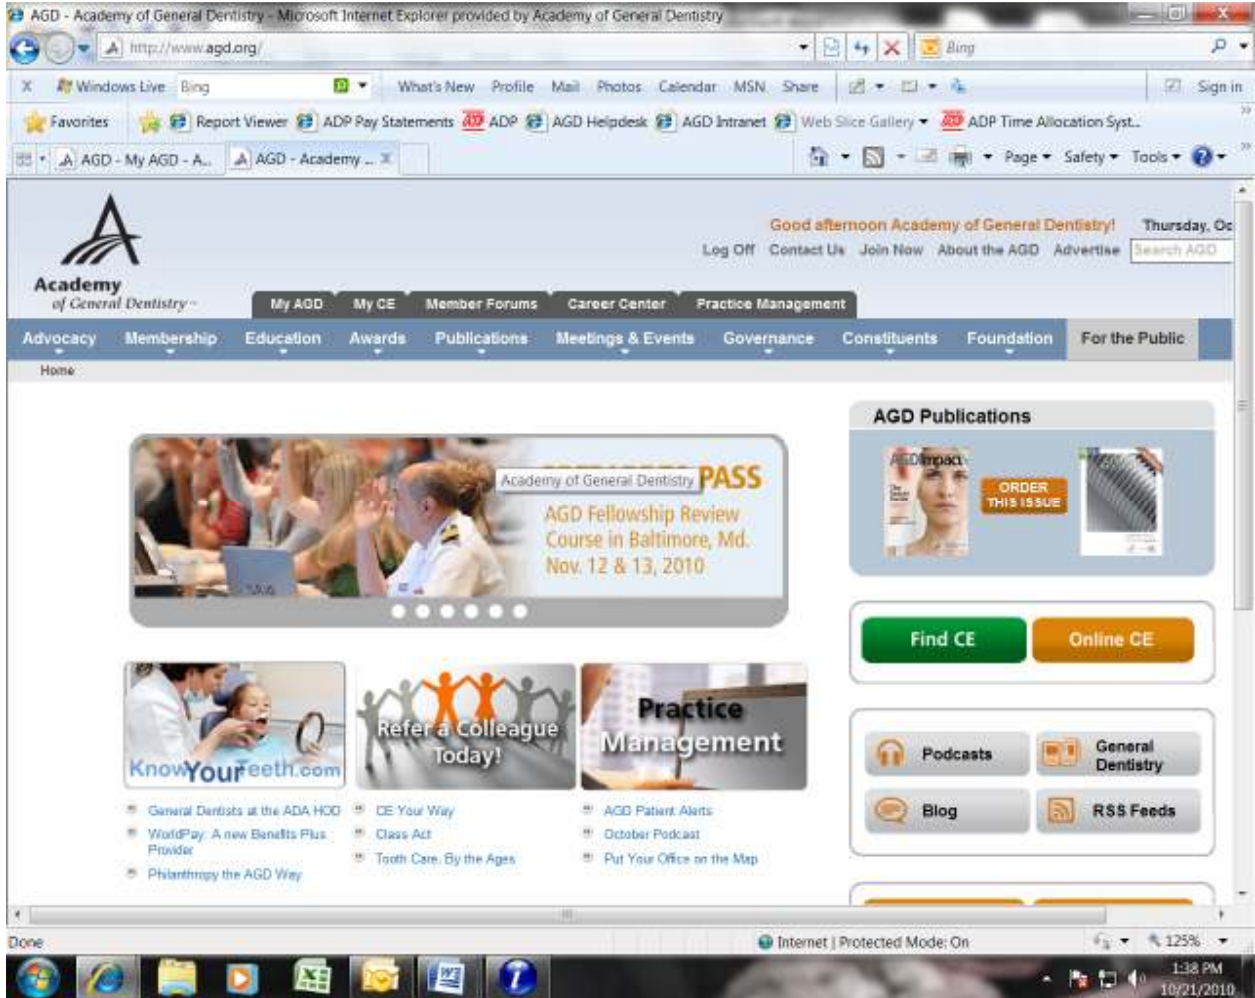 AGD - Academy of General Dentistry - Microsoft Internet Explorer provided by Academy of General Dentistry
http://www.agd.org/
Bing
X Windows Live Bing What's New Profile Mail Photos Calendar MSN Share Sign in
Favorites Report Viewer ADP Pay Statements ADP AGD Helpdesk AGD Intranet Web Slice Gallery ADP Time Allocation Syst...
AGD - My AGD - A... AGD - Academy ... X Page Safety Tools
Good afternoon Academy of General Dentistry! Thursday, Oc
Log Off Contact Us Join Now About the AGD Advertise Search AGD
Academy
of General Dentistry
My AGD My CE Member Forums Career Center Practice Management
Advocacy Membership Education Awards Publications Meetings & Events Governance Constituents Foundation For the Public
Home
AGD Publications
AGD Impact
ORDER
THIS ISSUE
Academy of General Dentistry PASS
AGD Fellowship Review
Course in Baltimore, Md.
Nov. 12 & 13, 2010
Find CE Online CE
KnowYourTeeth.com
Refer a Colleague
Today!
Practice
Management
Podcasts
General
Dentistry
Blog
RSS Feeds
General Dentists at the ADA HOD
WorldPay: A new Benefits Plus
Provider
Philanthropy the AGD Way
CE Your Way
Class Act
Tooth Care. By the Ages
AGD Patient Alerts
October Podcast
Put Your Office on the Map
Done Internet | Protected Mode: On 125%
1:38 PM
10/21/2010